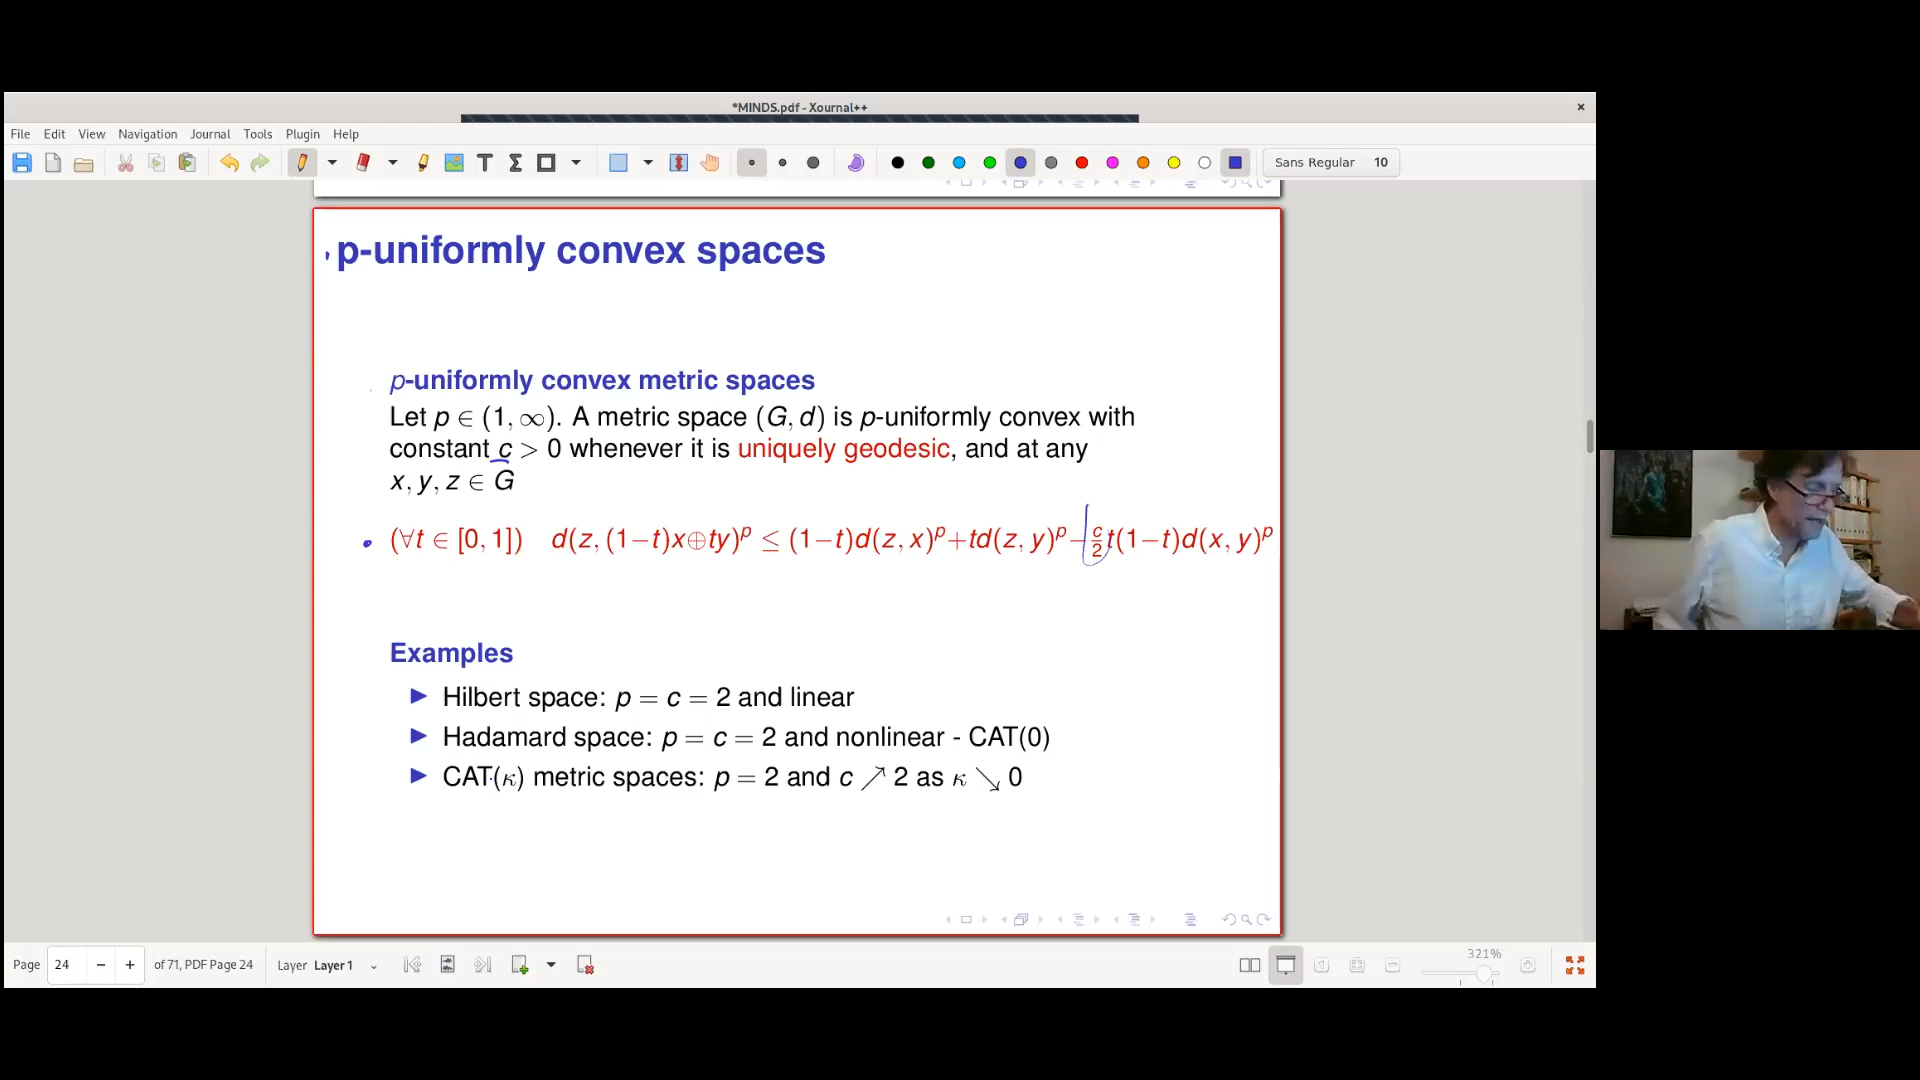 *MINDS.pdf - Xournal++
File Edit View Navigation Journal Tools Plugin Help
Sans Regular 10
p-uniformly convex spaces
p-uniformly convex metric spaces
Let p ∈ (1, ∞). A metric space (G, d) is p-uniformly convex with
constant c > 0 whenever it is uniquely geodesic, and at any
x, y, z ∈ G
(∀t ∈ [0, 1]) d(z, (1−t)x⊕ty)^p ≤ (1−t)d(z, x)^p+td(z, y)^p−c/2 t(1−t)d(x, y)^p
Examples
▶ Hilbert space: p = c = 2 and linear
▶ Hadamard space: p = c = 2 and nonlinear - CAT(0)
▶ CAT(κ) metric spaces: p = 2 and c ↗ 2 as κ ↘ 0
Page 24 − + of 71, PDF Page 24 Layer Layer 1 321%